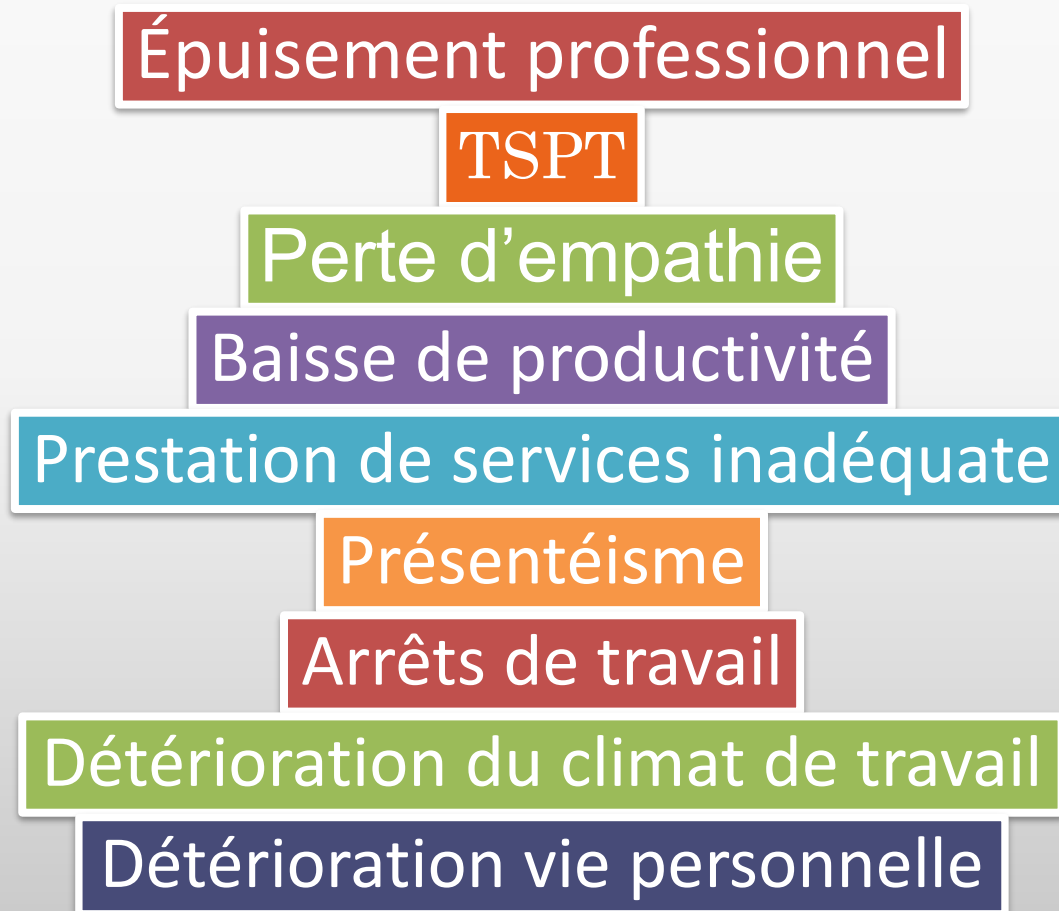 Épuisement professionnel
TSPT
Perte d’empathie
Baisse de productivité
Prestation de services inadéquate
Présentéisme
Arrêts de travail
Détérioration du climat de travail
Détérioration vie personnelle